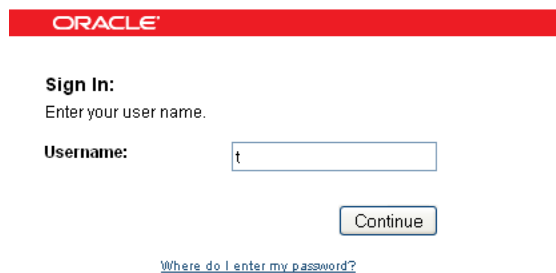 ORACLE
Sign In:
Enter your user name.
Username:
t
Continue
Where do I enter my password?